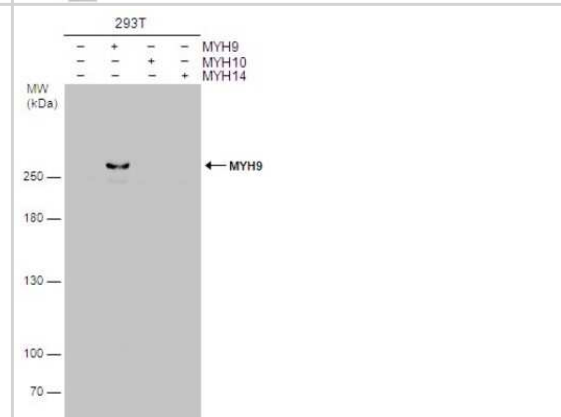 293T
- + - - MYH9
- - + - MYH10
- - - + MYH14
MW
(kDa)
← MYH9
250
180
130
100
70